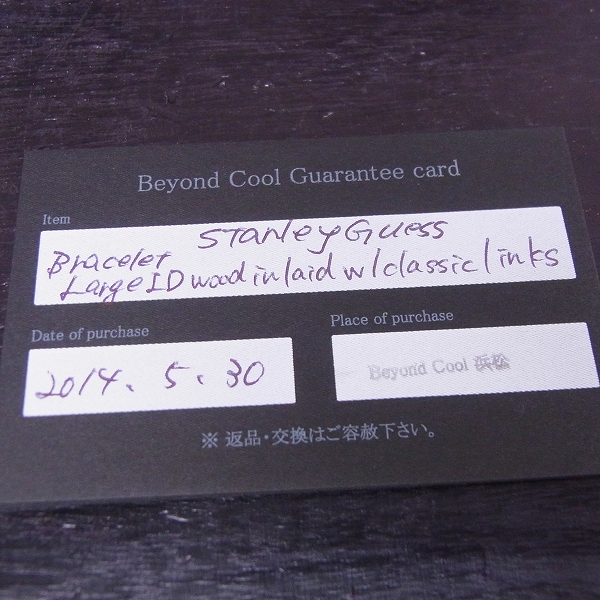 Beyond Cool Guarantee card
Item
Stanley Guess
Bracelet
Large ID wood inlaid w/classic links
Date of purchase
Place of purchase
2014. 5. 30
Beyond Cool 浜松
※ 返品・交換はご容赦下さい。